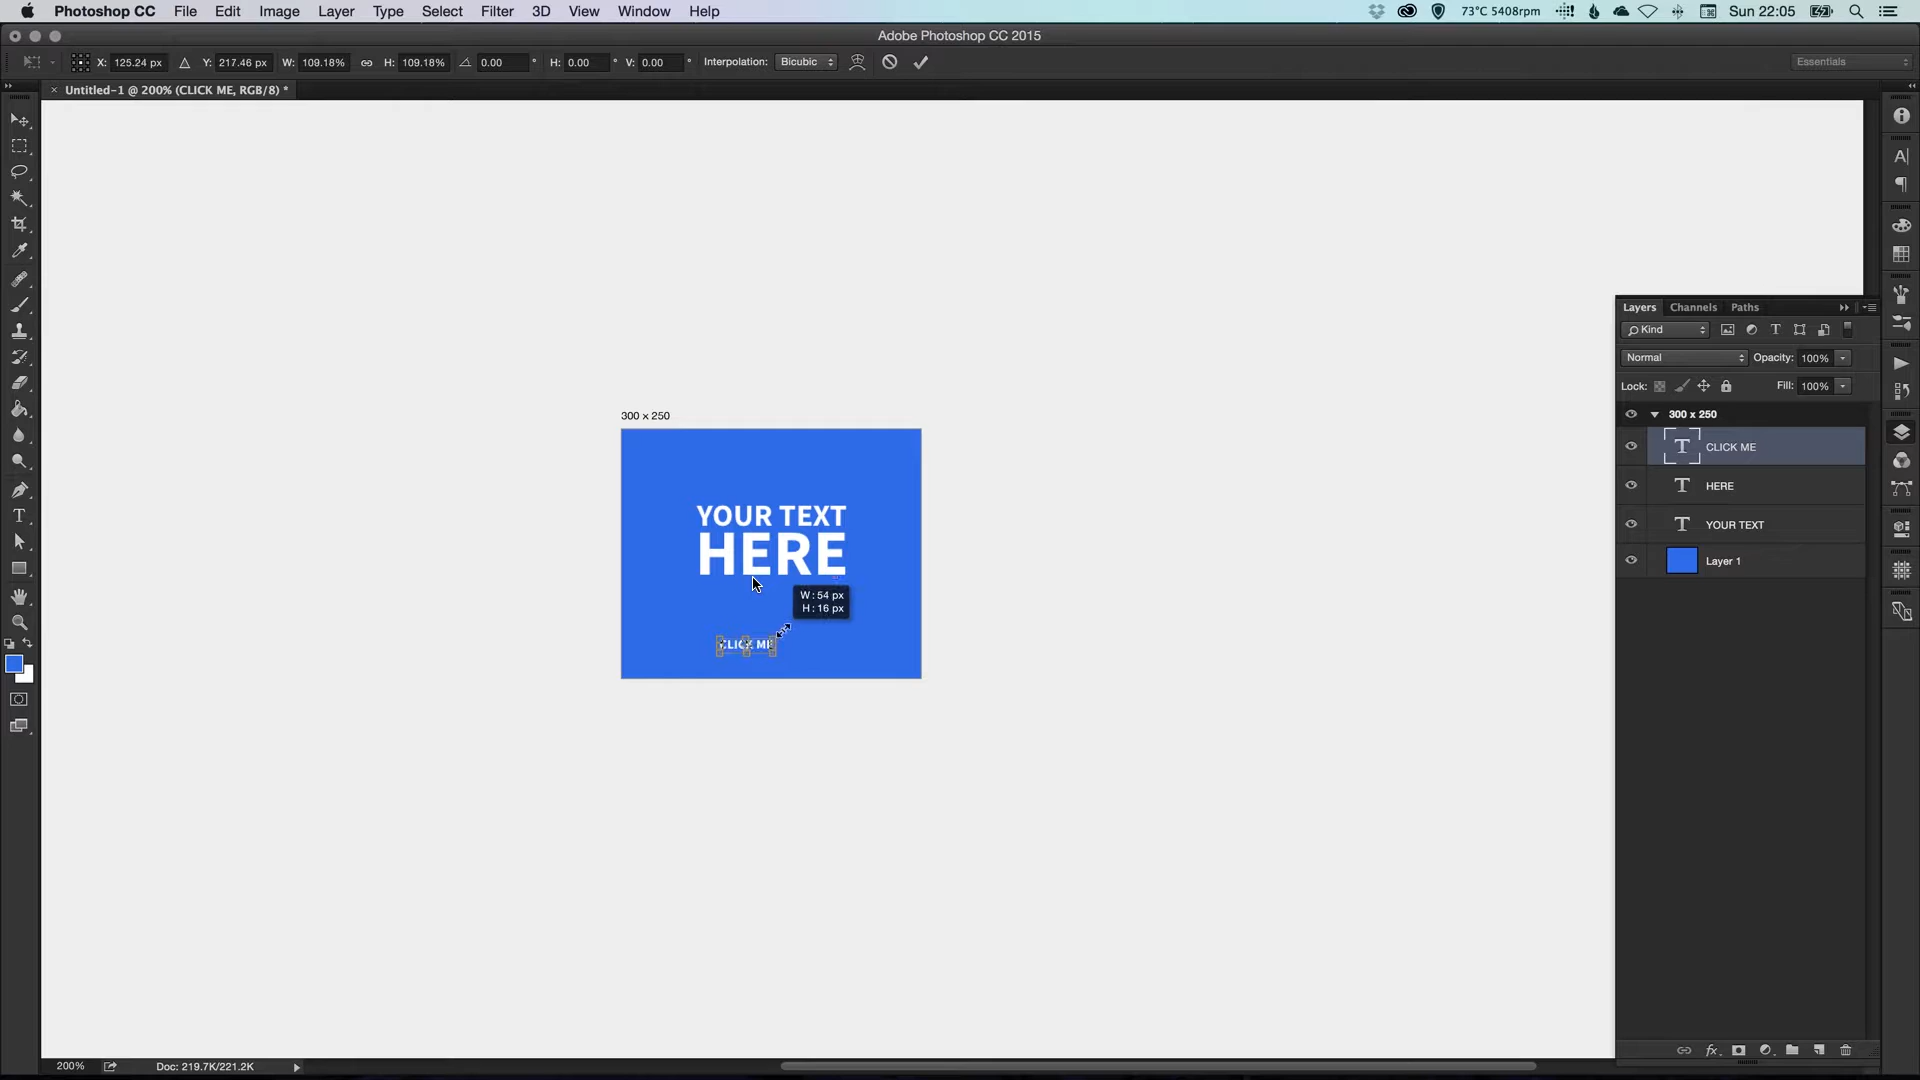 Photoshop CC File Edit Image Layer Type Select Filter 3D View Window Help 73°C 5408rpm Sun 22:05
Adobe Photoshop CC 2015
X: 125.24 px Y: 217.46 px W: 109.18% H: 109.18% 0.00 ° H: 0.00 ° V: 0.00 ° Interpolation: Bicubic Essentials
× Untitled-1 @ 200% (CLICK ME, RGB/8) *
Layers Channels Paths
Kind
Normal Opacity: 100%
Lock: Fill: 100%
300 x 250
CLICK ME
HERE
YOUR TEXT
Layer 1
300 x 250
YOUR TEXT
HERE
W: 54 px
H: 16 px
CLICK ME
200% Doc: 219.7K/221.2K